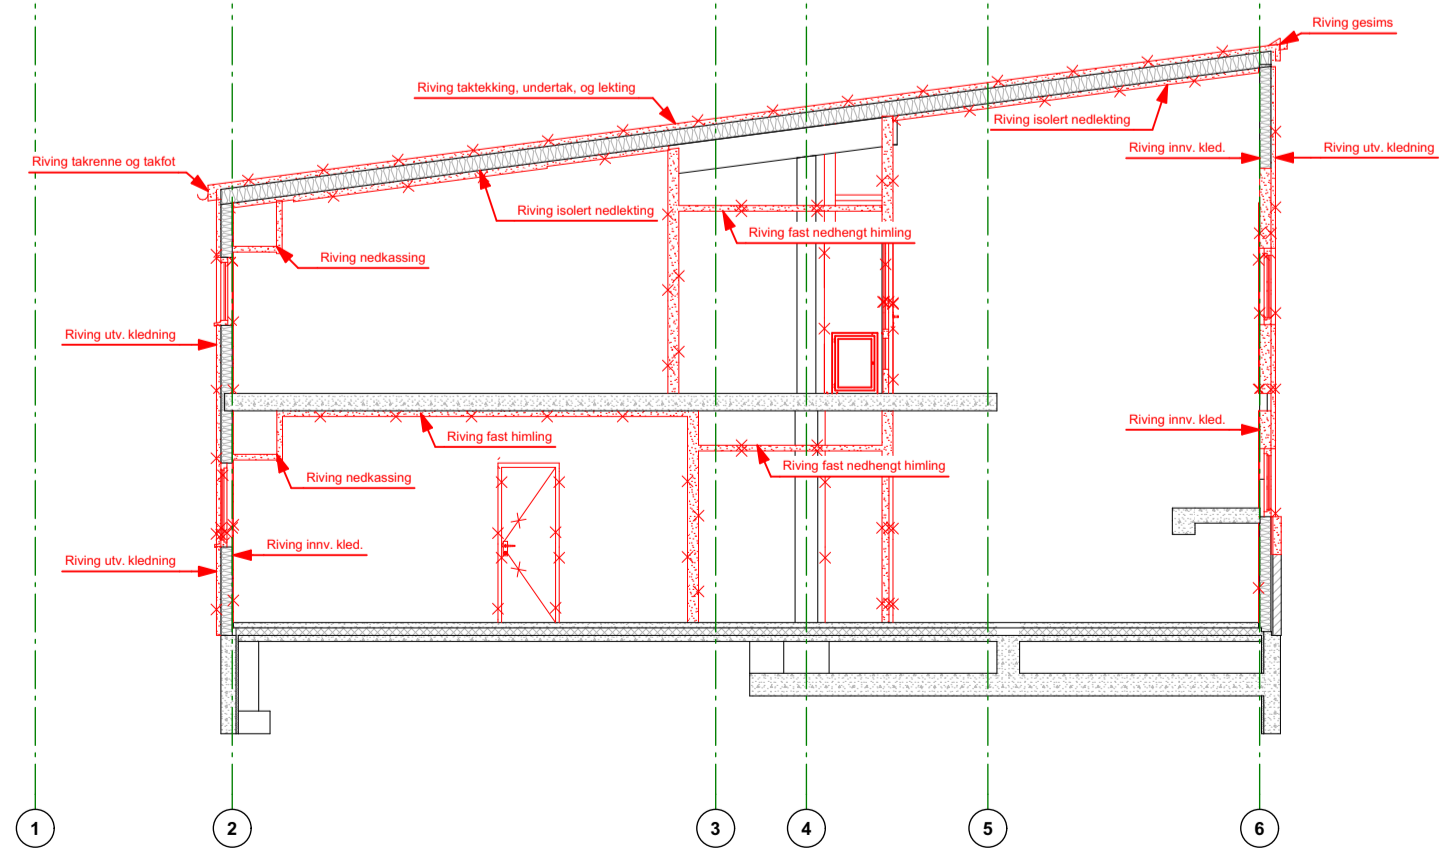 Riving gesims
Riving taktekking, undertak, og lekting
Riving isolert nedlekting
Riving innv. kled.
Riving utv. kledning
Riving takrenne og takfot
Riving isolert nedlekting
Riving fast nedhengt himling
Riving nedkassing
Riving utv. kledning
Riving innv. kled.
Riving fast himling
Riving fast nedhengt himling
Riving nedkassing
Riving innv. kled.
Riving utv. kledning
1
2
3
4
5
6